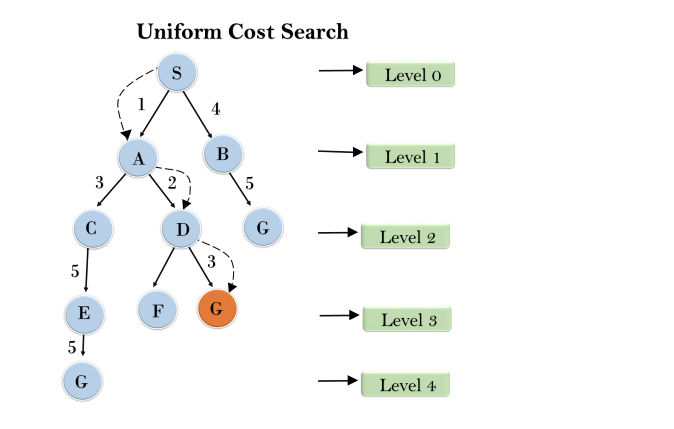 Uniform Cost Search
S
Level 0
1
4
A
B
Level 1
3
2
5
C
D
G
Level 2
5
3
E
F
G
Level 3
5
G
Level 4